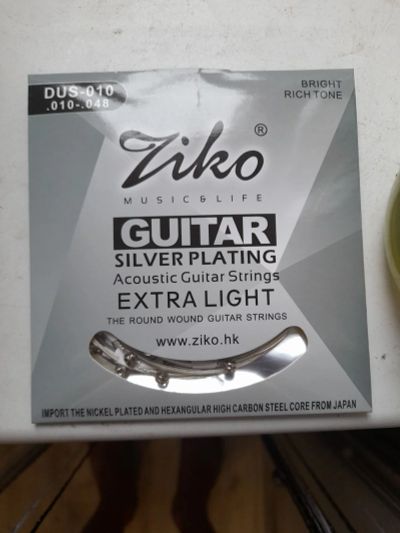 DUS-010
.010-.048
BRIGHT
RICH TONE
Ziko®
MUSIC & LIFE
GUITAR
SILVER PLATING
Acoustic Guitar Strings
EXTRA LIGHT
THE ROUND WOUND GUITAR STRINGS
www.ziko.hk
IMPORT THE NICKEL PLATED AND HEXANGULAR HIGH CARBON STEEL CORE FROM JAPAN